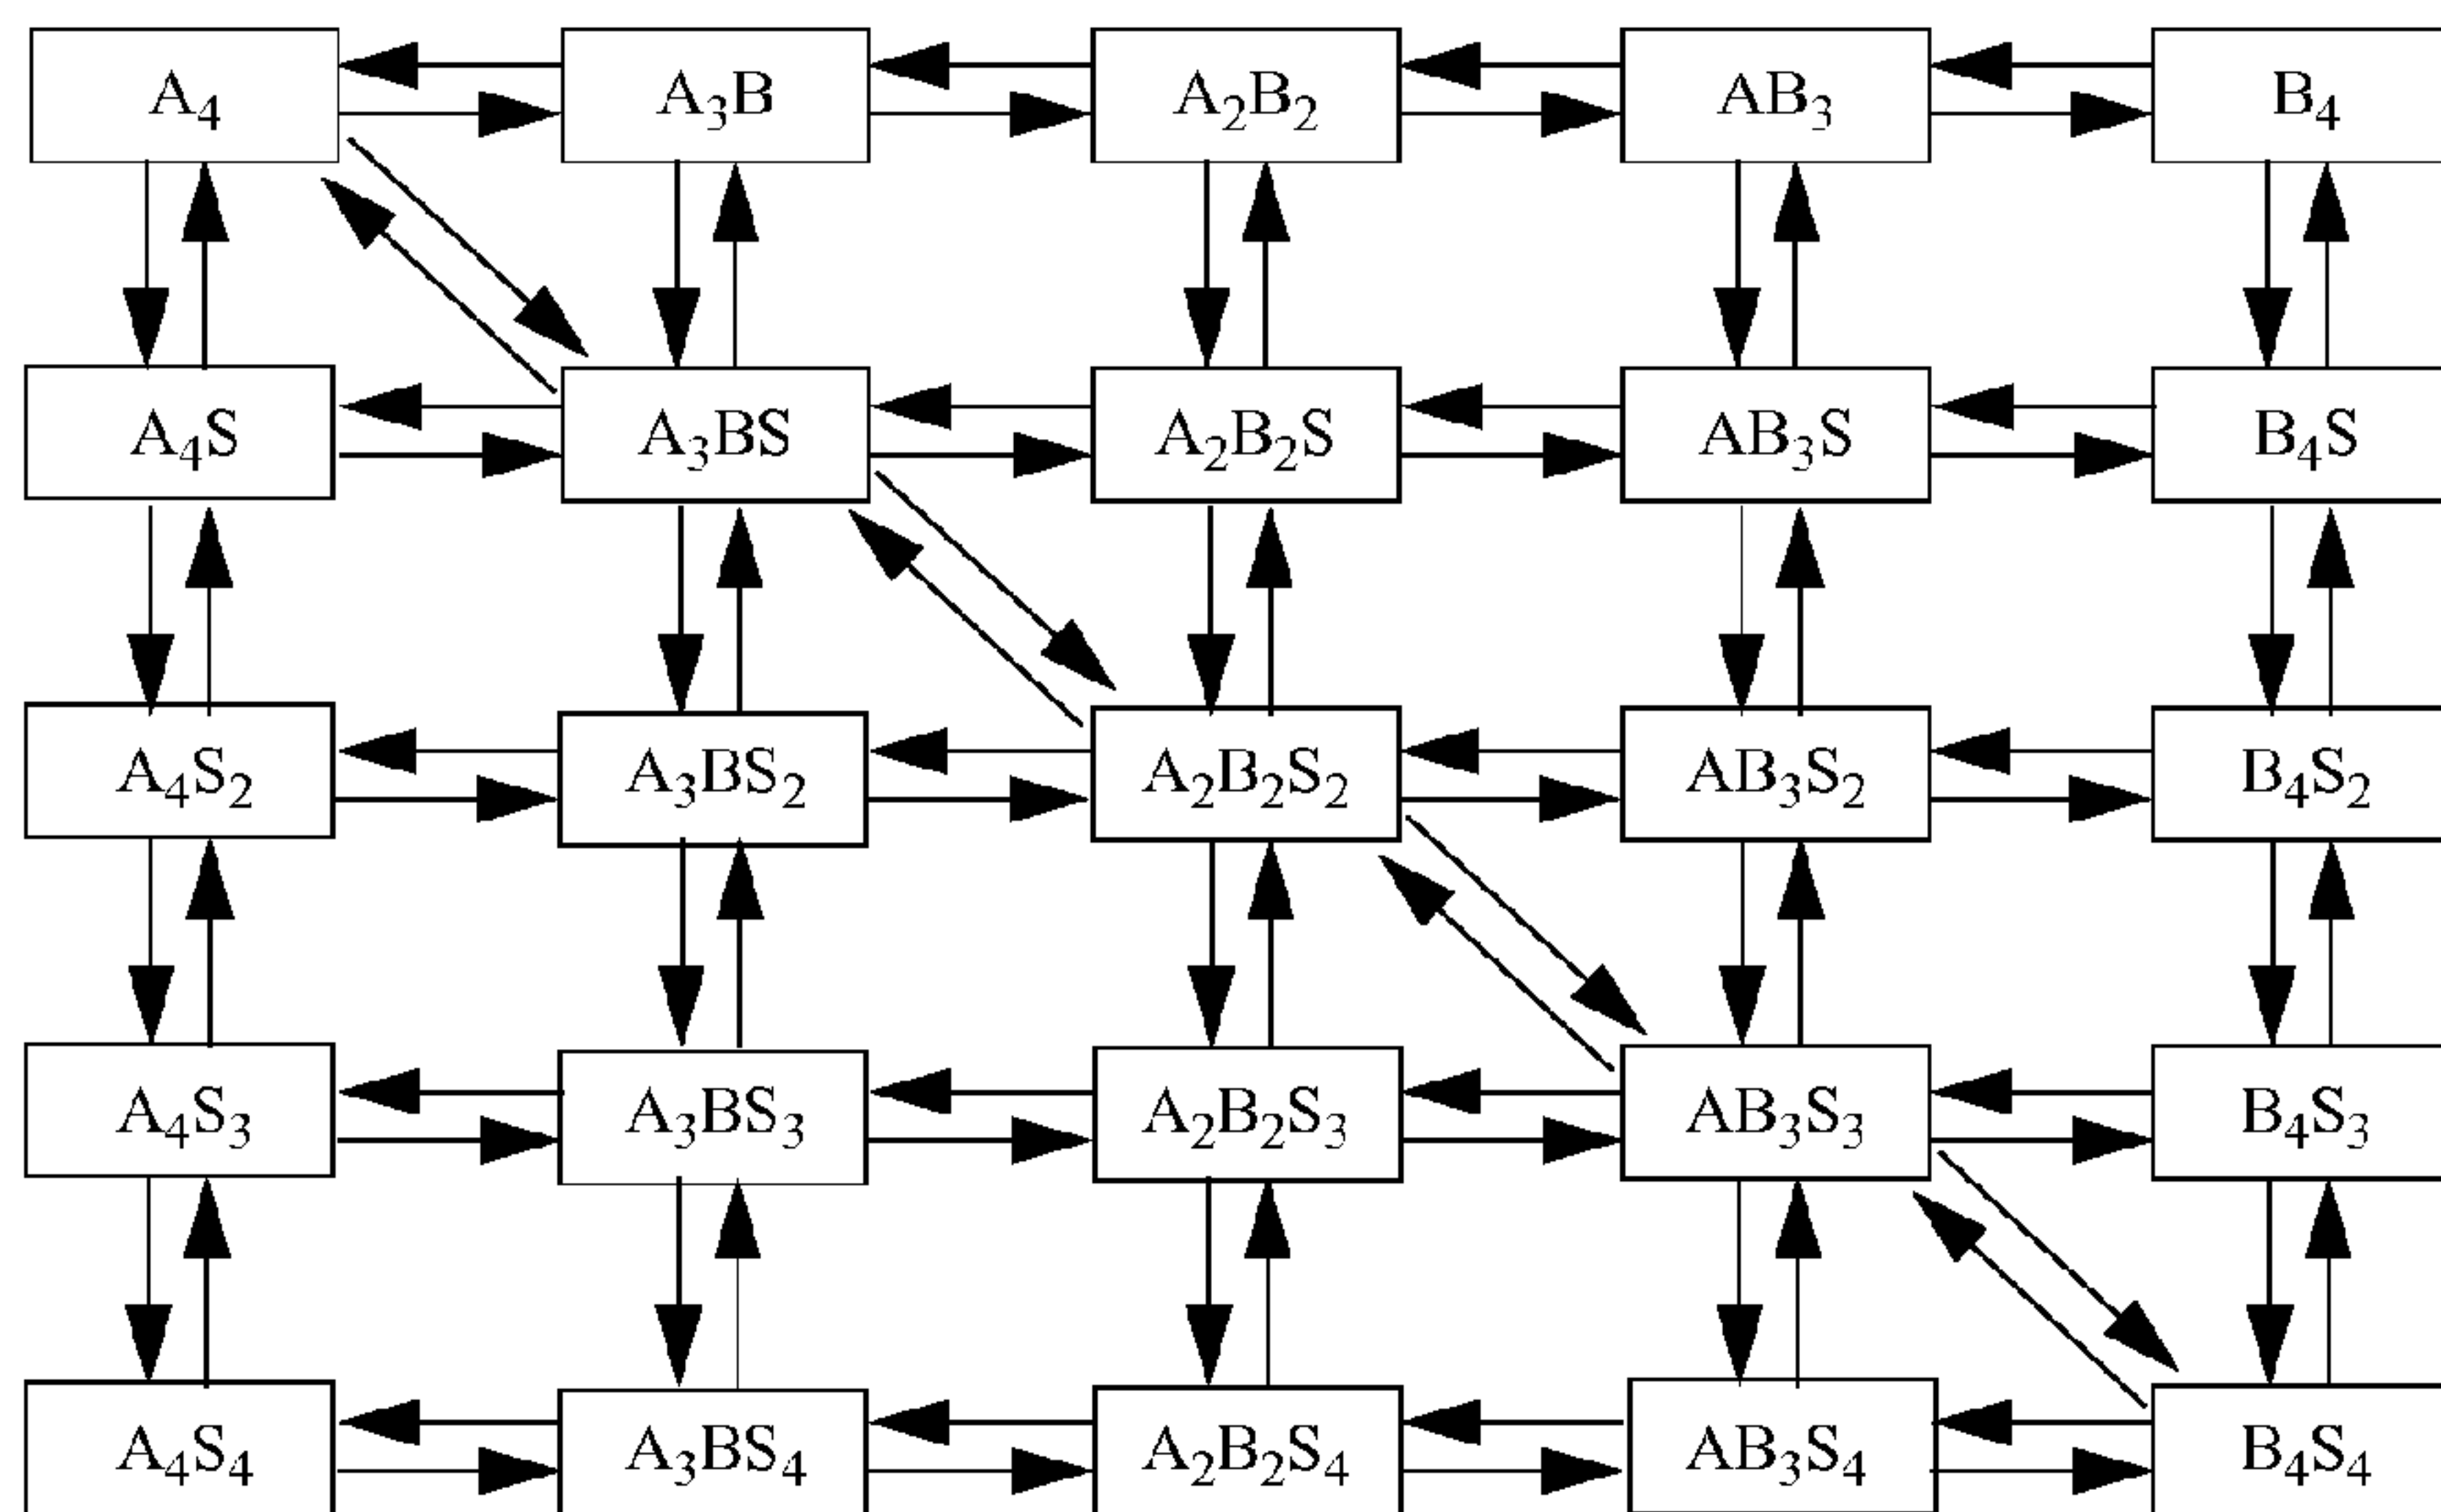 A₄ A₃B A₂B₂ AB₃ B₄
A₄S A₃BS A₂B₂S AB₃S B₄S
A₄S₂ A₃BS₂ A₂B₂S₂ AB₃S₂ B₄S₂
A₄S₃ A₃BS₃ A₂B₂S₃ AB₃S₃ B₄S₃
A₄S₄ A₃BS₄ A₂B₂S₄ AB₃S₄ B₄S₄